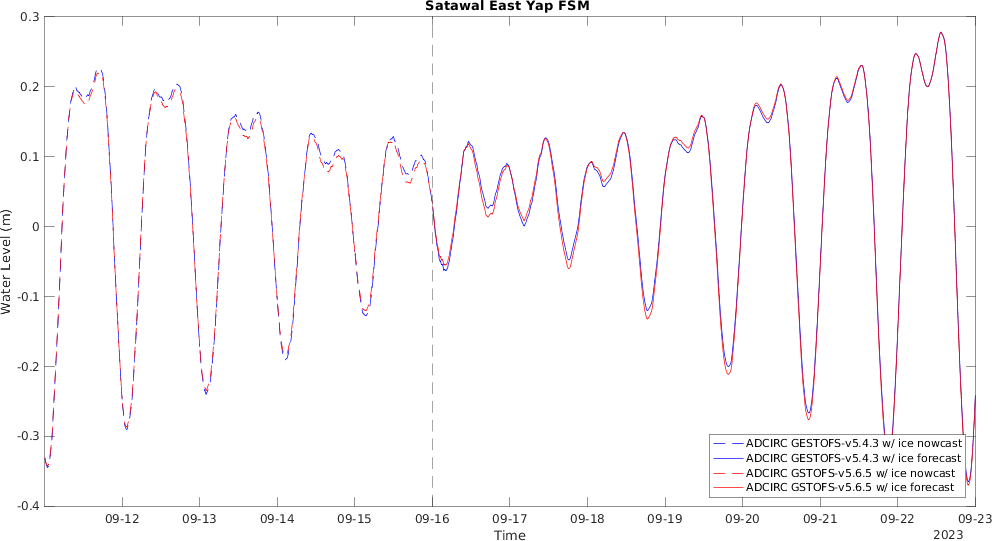 Satawal East Yap FSM
0.3
0.2
0.1
0
-0.1
-0.2
-0.3
-0.4
Water Level (m)
ADCIRC GESTOFS-v5.4.3 w/ ice nowcast
ADCIRC GESTOFS-v5.4.3 w/ ice forecast
ADCIRC GSTOFS-v5.6.5 w/ ice nowcast
ADCIRC GSTOFS-v5.6.5 w/ ice forecast
09-12 09-13 09-14 09-15 09-16 09-17 09-18 09-19 09-20 09-21 09-22 09-23
Time
2023